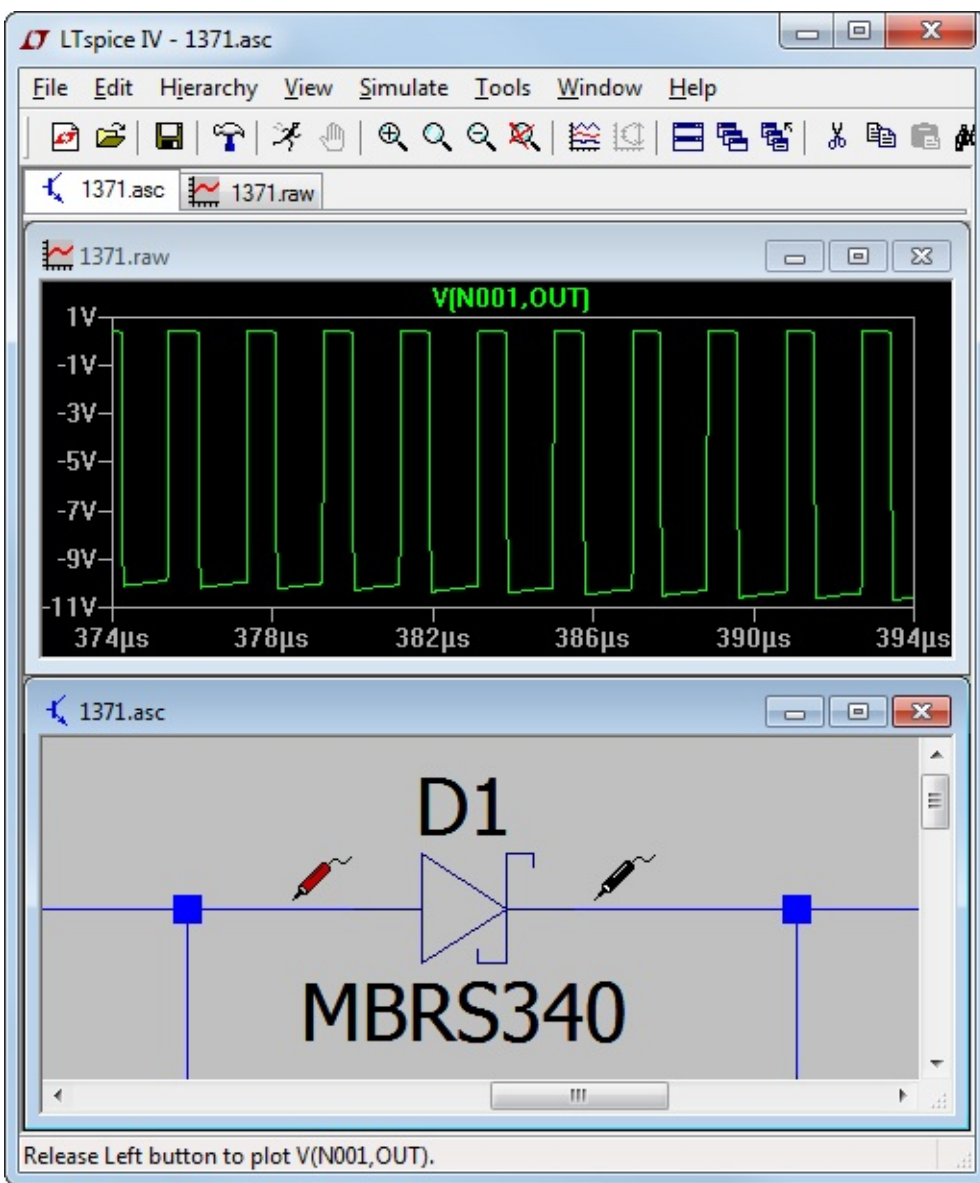 LTspice IV - 1371.asc
File Edit Hierarchy View Simulate Tools Window Help
1371.asc 1371.raw
1371.raw
V(N001,OUT)
1V
-1V
-3V
-5V
-7V
-9V
-11V
374µs 378µs 382µs 386µs 390µs 394µs
1371.asc
D1
MBRS340
Release Left button to plot V(N001,OUT).